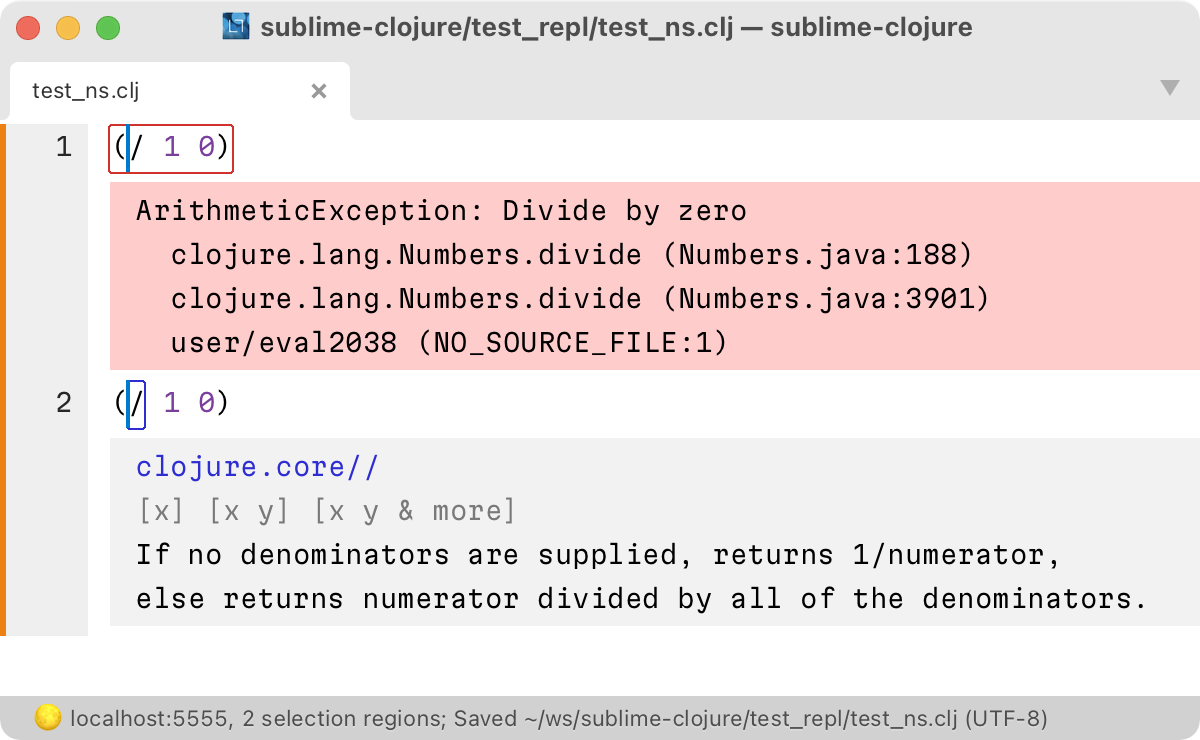 sublime-clojure/test_repl/test_ns.clj — sublime-clojure
test_ns.clj
1 (/ 1 0)
ArithmeticException: Divide by zero
clojure.lang.Numbers.divide (Numbers.java:188)
clojure.lang.Numbers.divide (Numbers.java:3901)
user/eval2038 (NO_SOURCE_FILE:1)
2 (/ 1 0)
clojure.core//
[x] [x y] [x y & more]
If no denominators are supplied, returns 1/numerator,
else returns numerator divided by all of the denominators.
localhost:5555, 2 selection regions; Saved ~/ws/sublime-clojure/test_repl/test_ns.clj (UTF-8)